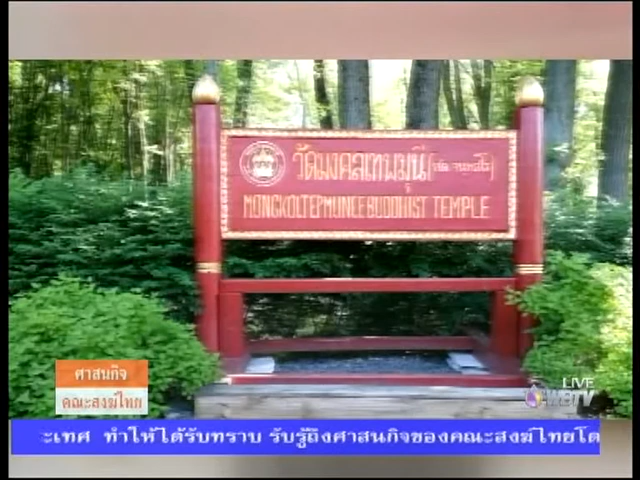 วัดมงคลเทพมุนี
MONGKOLTEPMUNEE BUDDHIST TEMPLE
ศาสนกิจ
คณะสงฆ์ไทย
LIVE
WBTV
ะเทศ ทำให้ได้รับทราบ รับรู้ถึงศาสนกิจของคณะสงฆ์ไทยโด